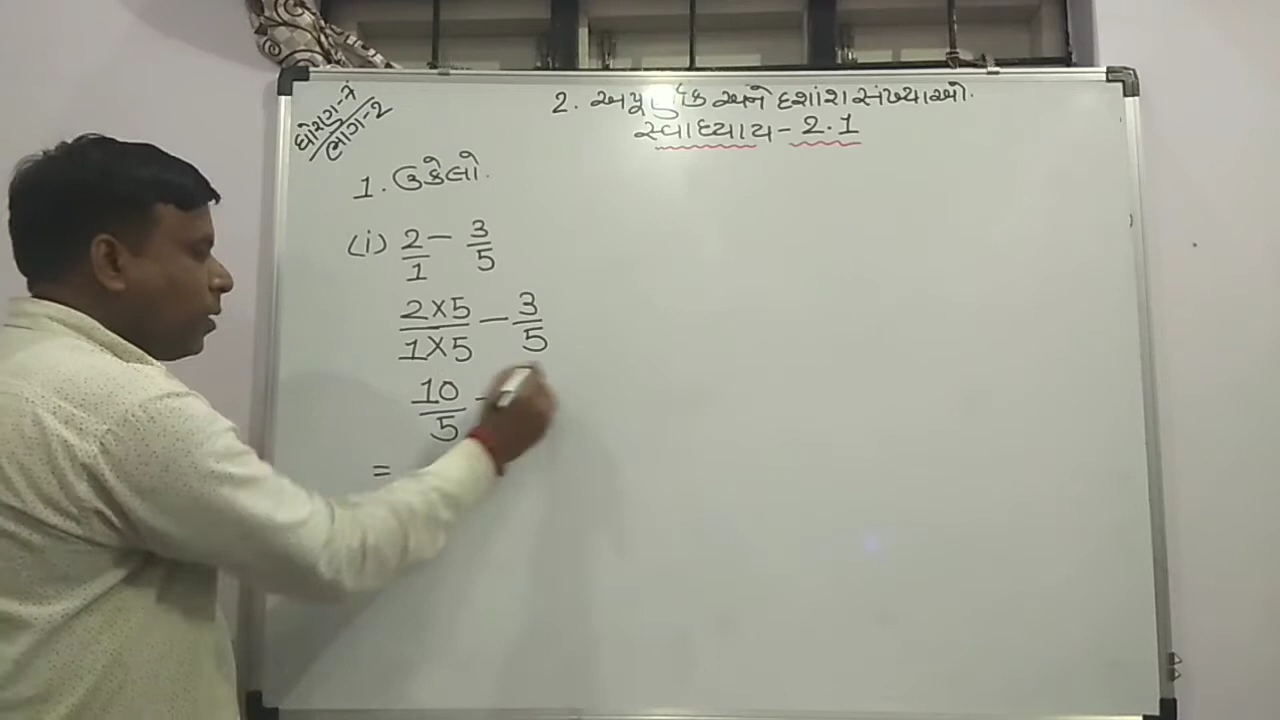 ધોરણ-7
ભાગ-2
2. અપૂર્ણાંક અને દશાંશ સંખ્યાઓ.
સ્વાધ્યાય - 2.1
1. ઉકેલો.
(i) 2/1 - 3/5
2×5/1×5 - 3/5
10/5 -
=